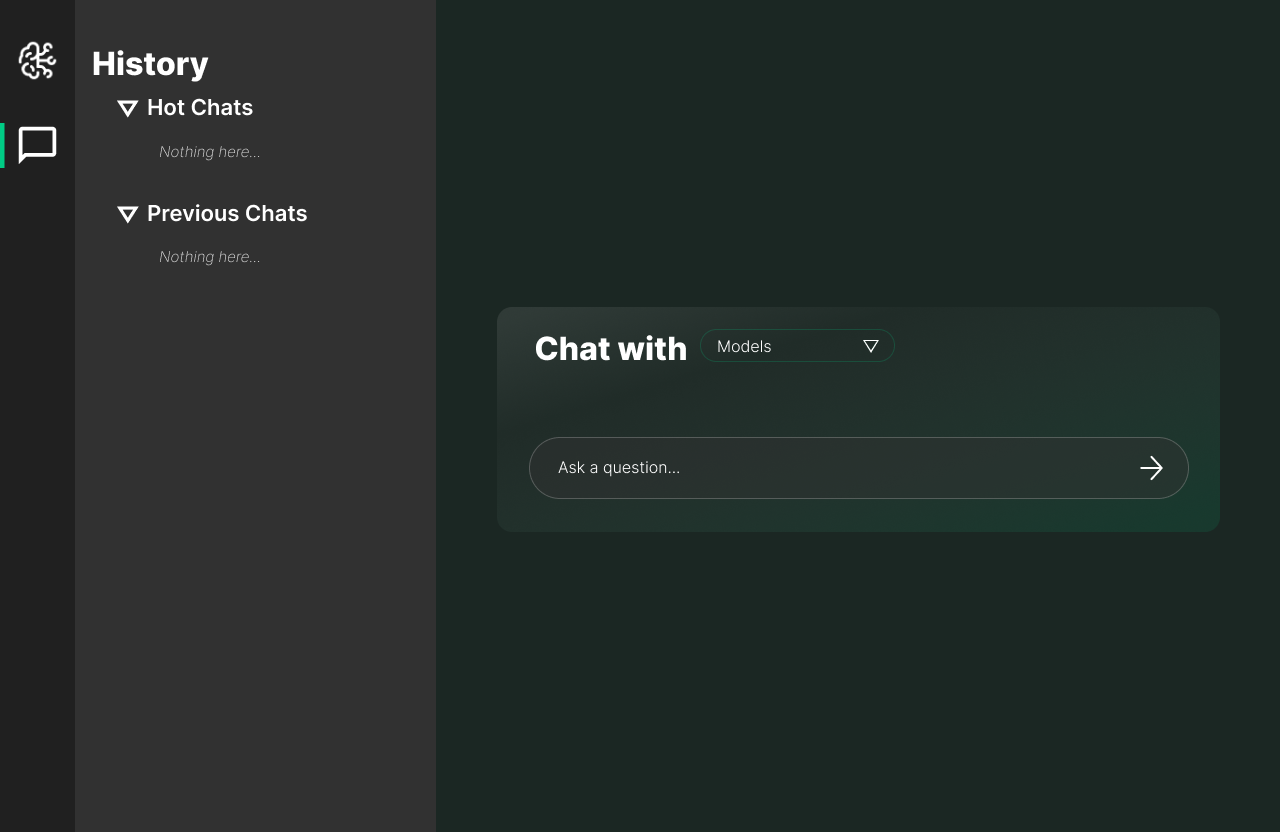 History
Hot Chats
Nothing here...
Previous Chats
Nothing here...
Chat with Models
Ask a question...